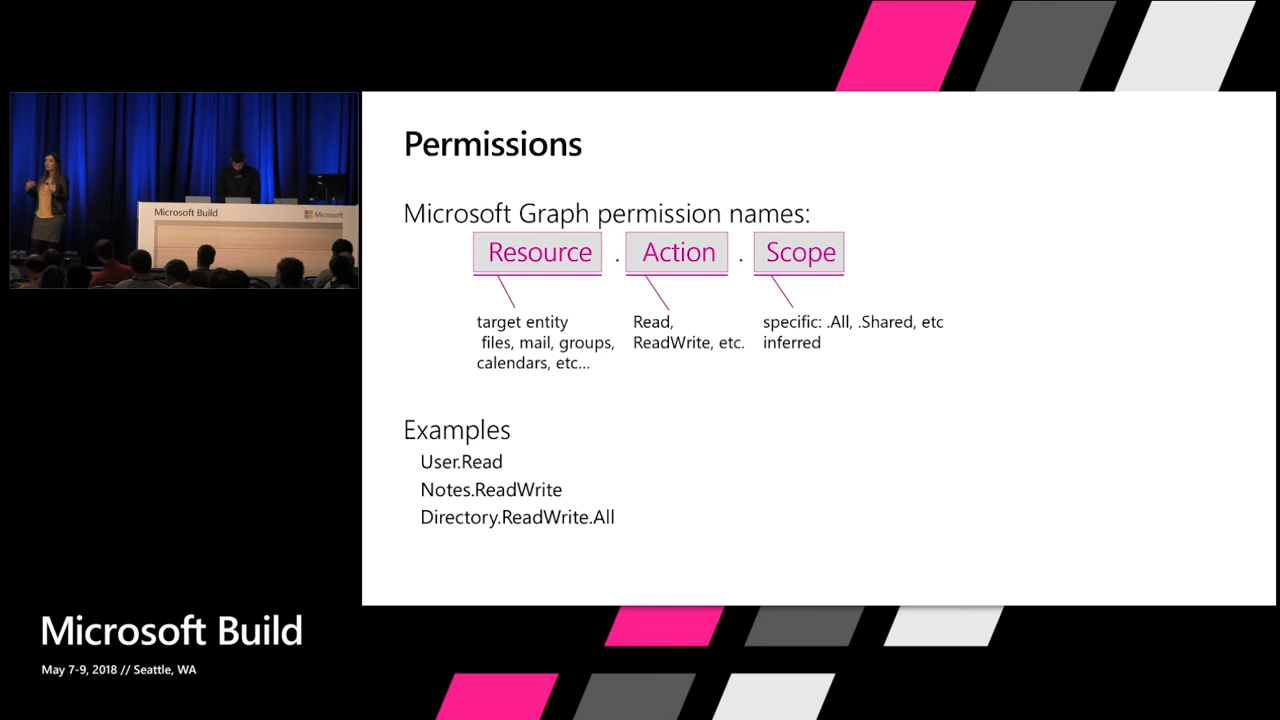 Microsoft Build
Microsoft
Permissions
Microsoft Graph permission names:
Resource . Action . Scope
target entity
files, mail, groups,
calendars, etc...
Read,
ReadWrite, etc.
specific: .All, .Shared, etc
inferred
Examples
User.Read
Notes.ReadWrite
Directory.ReadWrite.All
Microsoft Build
May 7-9, 2018 // Seattle, WA